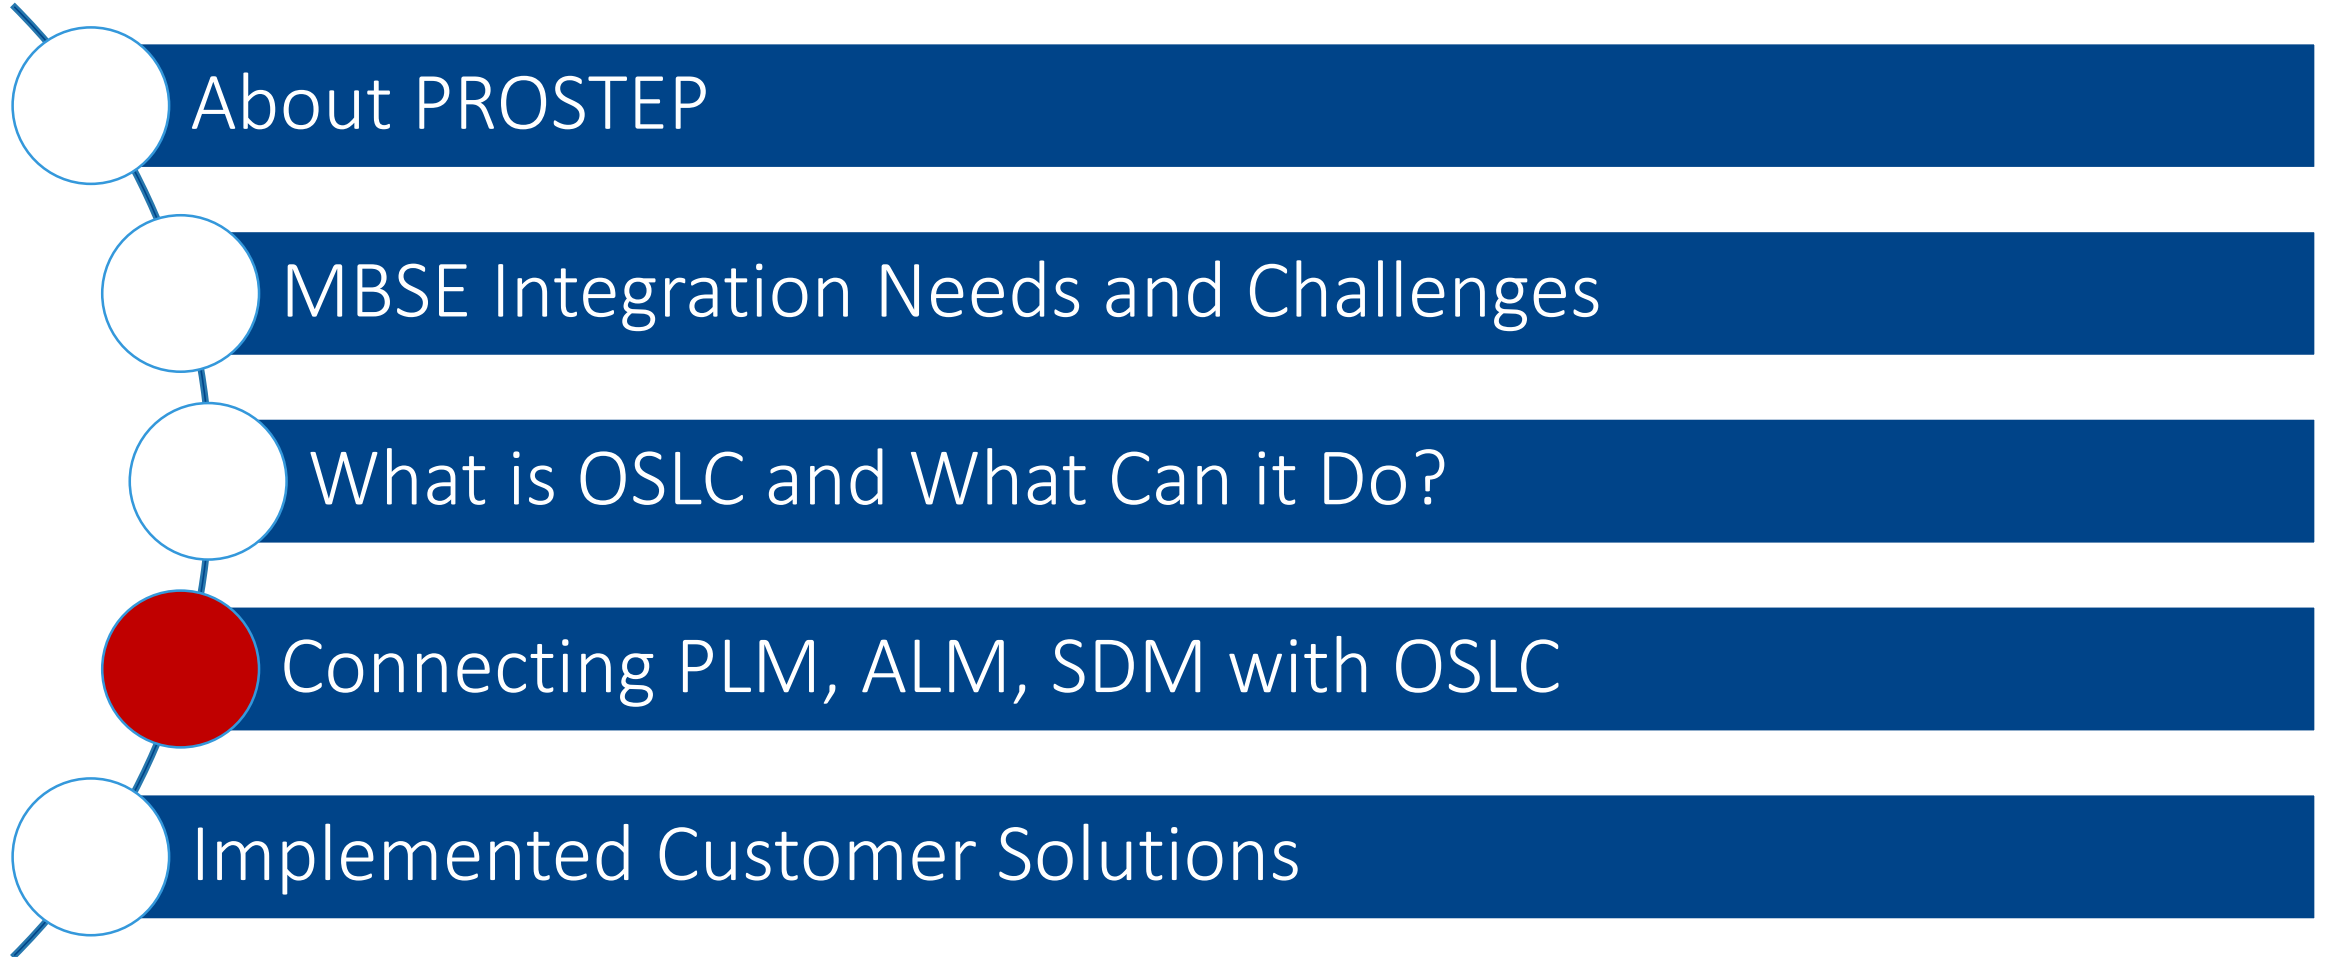 About PROSTEP
MBSE Integration Needs and Challenges
What is OSLC and What Can it Do?
Connecting PLM, ALM, SDM with OSLC
Implemented Customer Solutions